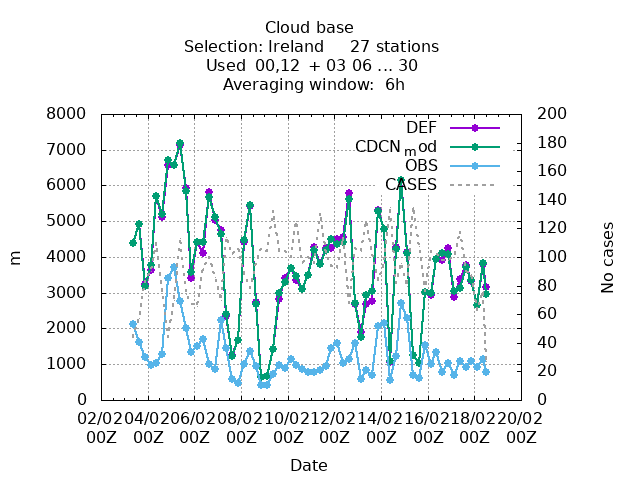 Cloud base
Selection: Ireland 27 stations
Used 00,12 + 03 06 ... 30
Averaging window: 6h
8000
7000
6000
5000
4000
3000
2000
1000
0
m
200
180
160
140
120
100
80
60
40
20
0
No cases
DEF
CDCN_mod
OBS
CASES
02/02 04/02 06/02 08/02 10/02 12/02 14/02 16/02 18/02 20/02
00Z 00Z 00Z 00Z 00Z 00Z 00Z 00Z 00Z 00Z
Date